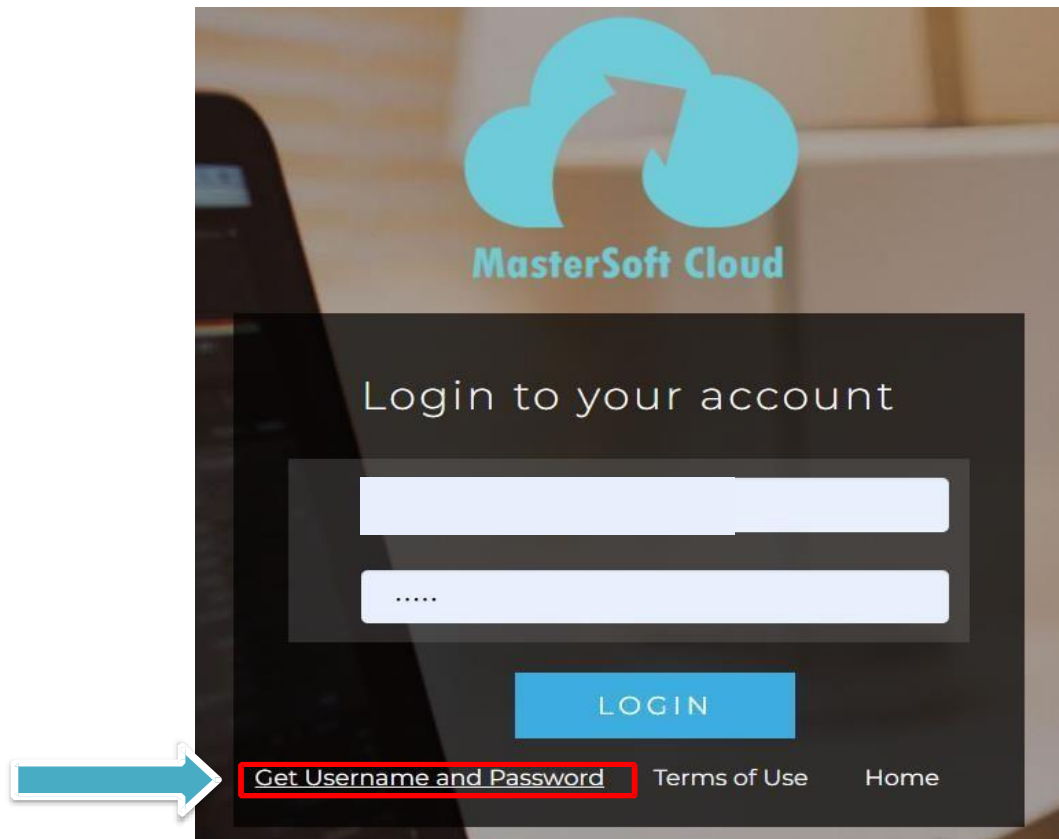 MasterSoft Cloud
Login to your account
.....
LOGIN
Get Username and Password Terms of Use Home